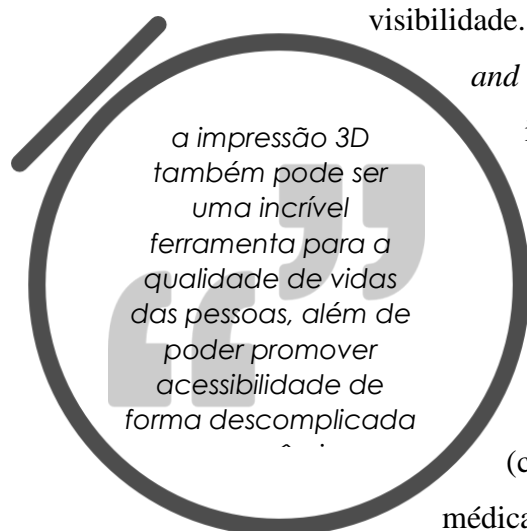 visibilidade.
and
a impressão 3D
também pode ser
uma incrível
ferramenta para a
qualidade de vidas
das pessoas, além de
poder promover
acessibilidade de
forma descomplicada
(c
médica